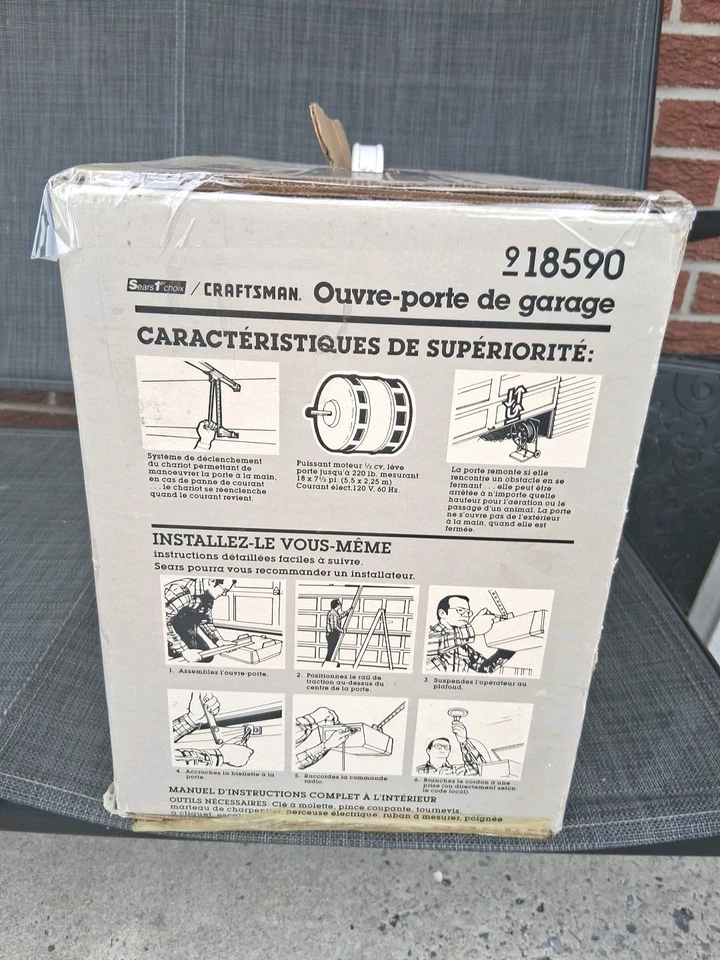 918590
Sears 1er choix / CRAFTSMAN. Ouvre-porte de garage
CARACTÉRISTIQUES DE SUPÉRIORITÉ:
Système de déclenchement
du chariot permettant de
manoeuvrer la porte à la main,
en cas de panne de courant
. . . le chariot se réenclenche
quand le courant revient.
Puissant moteur ½ cv, lève
porte jusqu'à 220 lb. mesurant
18 x 7½ pi. (5,5 x 2,25 m)
Courant élect. 120 V. 60 Hz.
La porte remonte si elle
rencontre un obstacle en se
fermant . . . elle peut être
arrêtée à n'importe quelle
hauteur pour l'aération ou le
passage d'un animal. La porte
ne s'ouvre pas de l'extérieur
à la main, quand elle est
fermée.
INSTALLEZ-LE VOUS-MÊME
instructions détaillées faciles à suivre.
Sears pourra vous recommander un installateur.
1. Assemblez l'ouvre-porte.
2. Positionnez le rail de
traction au-dessus du
centre de la porte.
3. Suspendez l'opérateur au
plafond.
4. Accrochez la biellette à la
porte.
5. Raccordez la commande
radio.
6. Branchez le cordon à une
prise (ou directement selon
le code local).
MANUEL D'INSTRUCTIONS COMPLET A L'INTÉRIEUR
OUTILS NÉCESSAIRES: Clé à molette, pince coupante, tournevis,
marteau de charpentier, perceuse électrique, ruban à mesurer, poignée
à cliquet